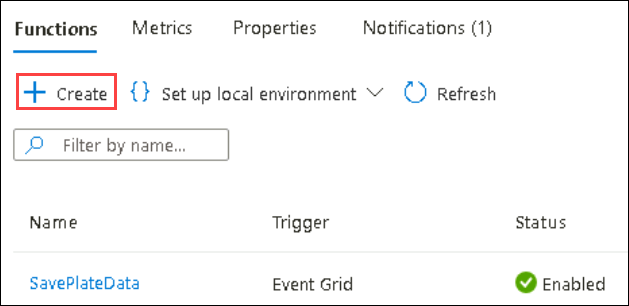 Functions Metrics Properties Notifications (1)
Create {} Set up local environment Refresh
Filter by name...
Name Trigger Status
SavePlateData Event Grid Enabled